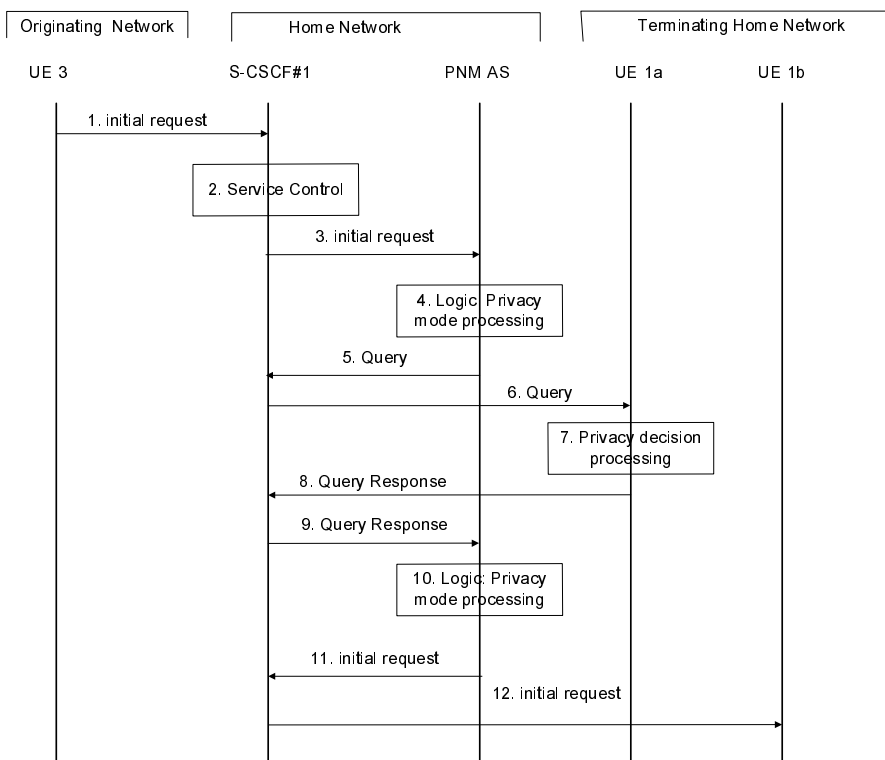 Originating Network
Home Network
Terminating Home Network
UE 3
S-CSCF#1
PNM AS
UE 1a
UE 1b
1. initial request
2. Service Control
3. initial request
4. Logic: Privacy
mode processing
5. Query
6. Query
7. Privacy decision
processing
8. Query Response
9. Query Response
10. Logic: Privacy
mode processing
11. initial request
12. initial request